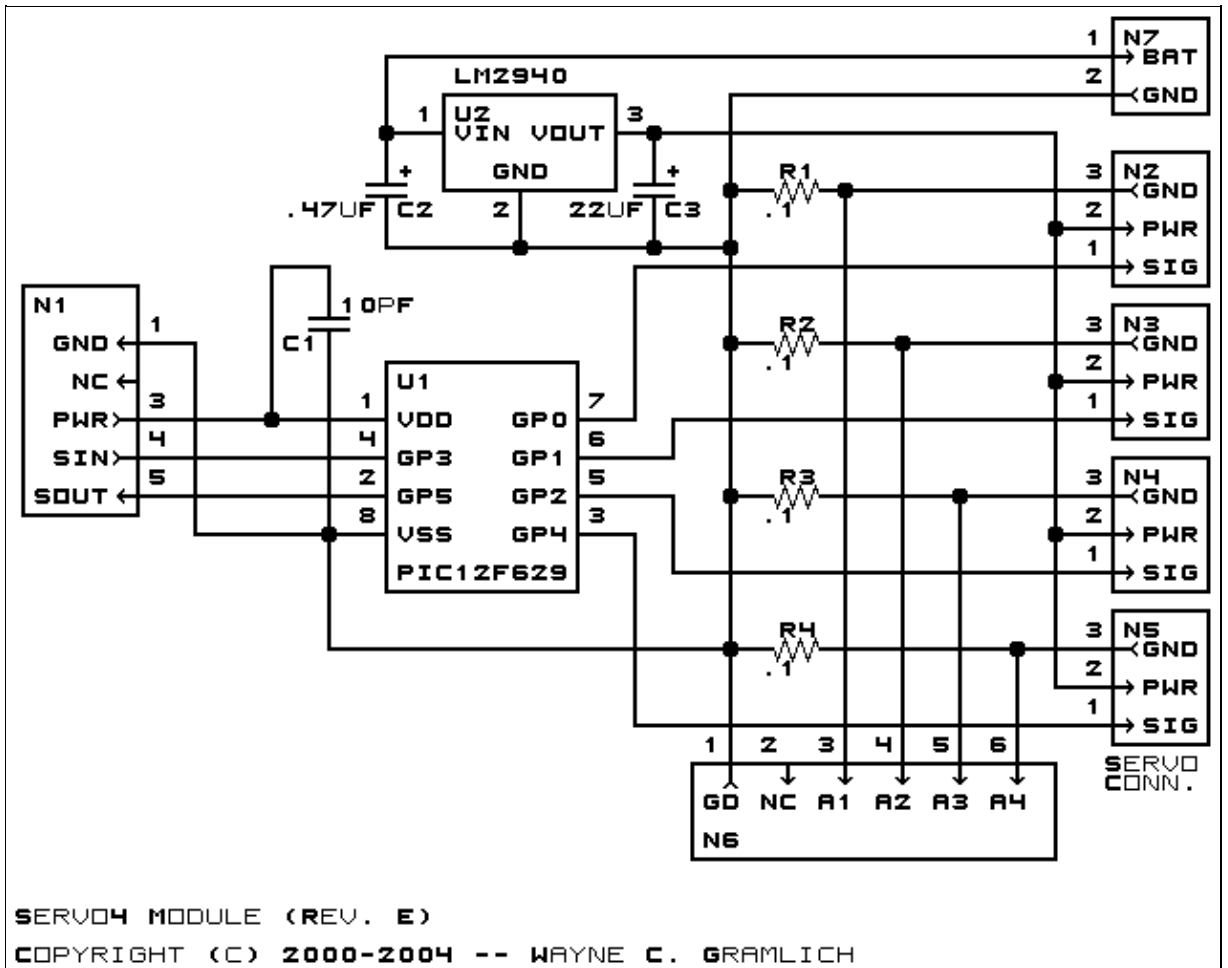 1 N7
BAT
2
GND
LM2940
1 U2 3
VIN VOUT
GND
2
+
.47UF C2
+
22UF C3
R1
.1
3 N2
GND
2
PWR
1
SIG
N1
1
GND
NC
3
PWR
4
SIN
5
SOUT
10PF
C1
U1
1 VDD GP0 7
4 GP3 GP1 6
2 GP5 GP2 5
8 VSS GP4 3
PIC12F629
R2
.1
3 N3
GND
2
PWR
1
SIG
R3
.1
3 N4
GND
2
PWR
1
SIG
R4
.1
3 N5
GND
2
PWR
1
SIG
SERVO
CONN.
1 2 3 4 5 6
GD NC A1 A2 A3 A4
N6
SERVO4 MODULE (REV. E)
COPYRIGHT (C) 2000-2004 -- WAYNE C. GRAMLICH